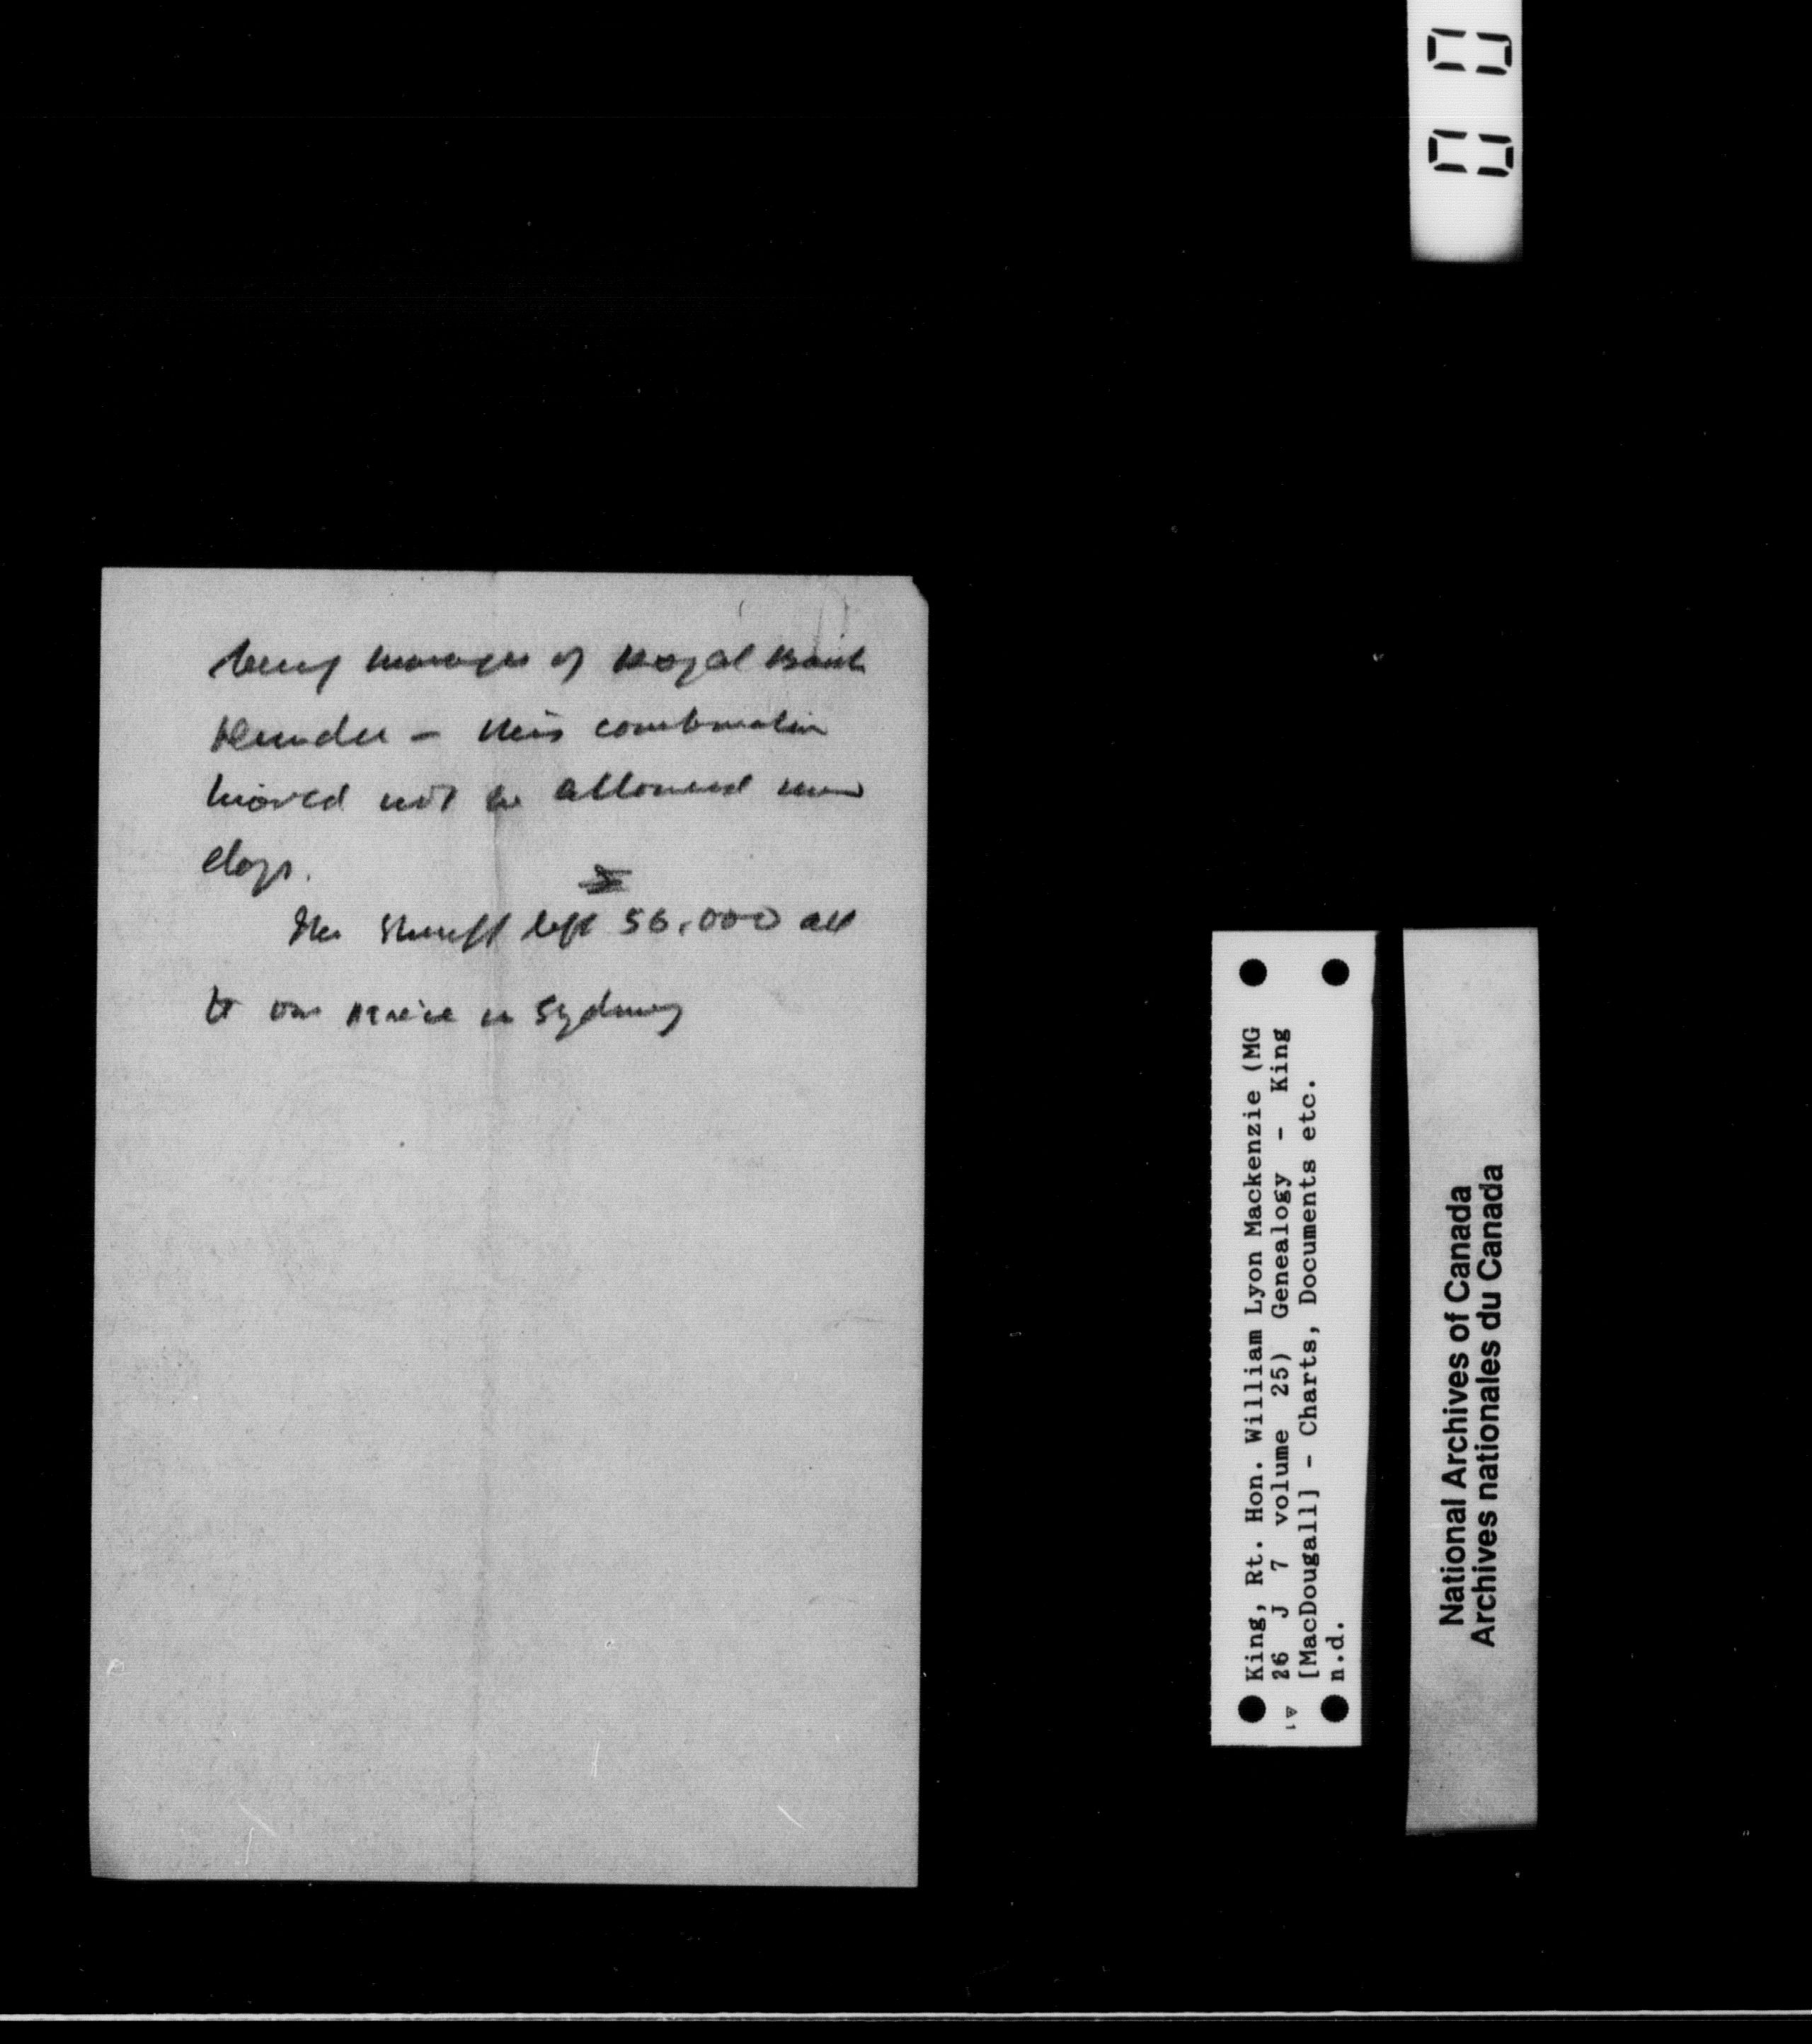 being manager of Royal Bank
- this combination
would not be allowed now
days.
The Sheriff left 56,000 all
to one niece in Sydney
King, Rt. Hon. William Lyon Mackenzie (MG
26 J 7 volume 25) Genealogy - King
[MacDougall] - Charts, Documents etc.
n.d.
National Archives of Canada
Archives nationales du Canada